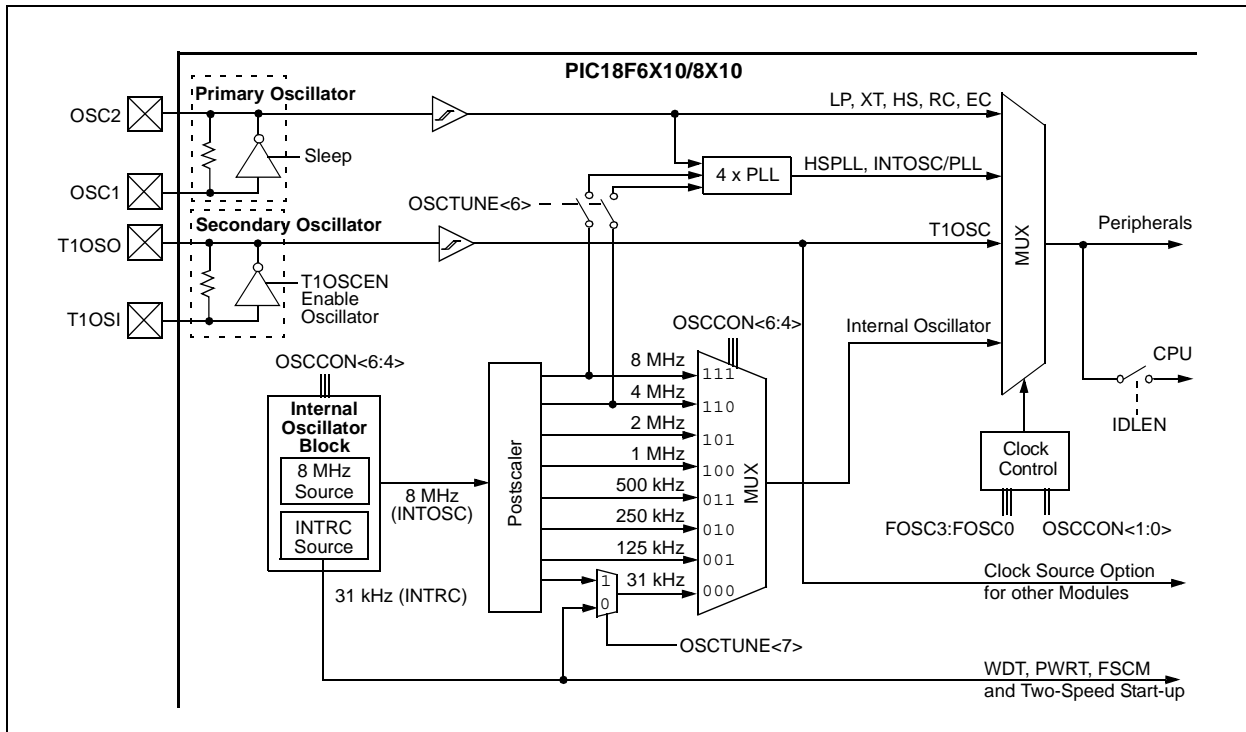 PIC18F6X10/8X10
Primary Oscillator
OSC2
Sleep
OSC1
LP, XT, HS, RC, EC
4 x PLL
HSPLL, INTOSC/PLL
OSCTUNE<6>
Secondary Oscillator
T1OSO
T1OSCEN
Enable
Oscillator
T1OSI
T1OSC
MUX
Peripherals
Internal Oscillator
CPU
IDLEN
Clock
Control
FOSC3:FOSC0
OSCCON<1:0>
OSCCON<6:4>
Internal
Oscillator
Block
8 MHz
Source
INTRC
Source
8 MHz
(INTOSC)
31 kHz (INTRC)
Postscaler
OSCCON<6:4>
8 MHz
111
4 MHz
110
2 MHz
101
1 MHz
100
500 kHz
011
250 kHz
010
125 kHz
001
31 kHz
000
MUX
1
0
OSCTUNE<7>
Clock Source Option
for other Modules
WDT, PWRT, FSCM
and Two-Speed Start-up